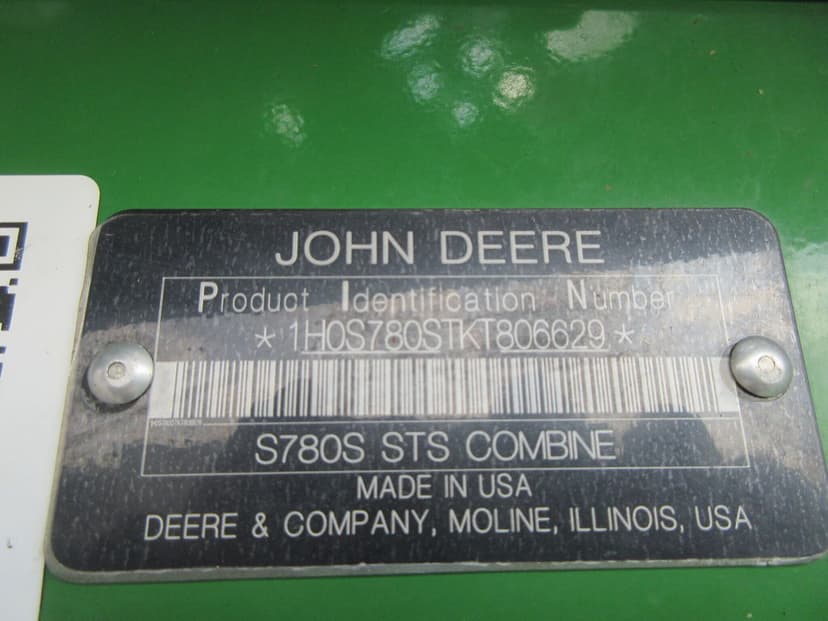 JOHN DEERE
Product Identification Number
*1H0S780STKT806629*
S780S STS COMBINE
MADE IN USA
DEERE & COMPANY, MOLINE, ILLINOIS, USA